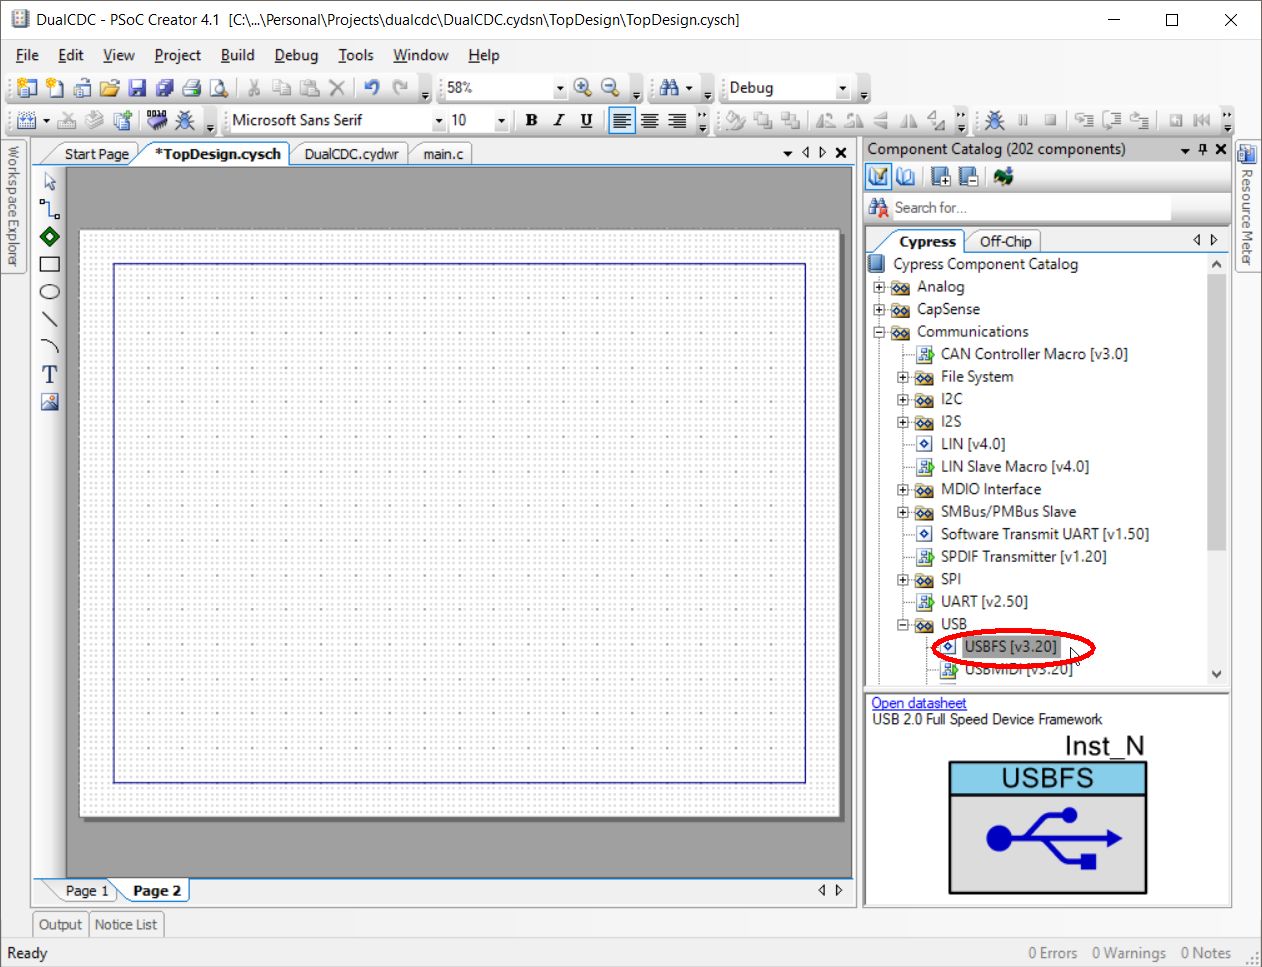 DualCDC - PSoC Creator 4.1  [C:\...\Personal\Projects\dualcdc\DualCDC.cydsn\TopDesign\TopDesign.cysch]
File Edit View Project Build Debug Tools Window Help
58% Debug
Microsoft Sans Serif 10 B I U
Workspace Explorer
Start Page *TopDesign.cysch DualCDC.cydwr main.c
T
Page 1 Page 2
Component Catalog (202 components)
Search for...
Cypress Off-Chip
Cypress Component Catalog
Analog
CapSense
Communications
CAN Controller Macro [v3.0]
File System
I2C
I2S
LIN [v4.0]
LIN Slave Macro [v4.0]
MDIO Interface
SMBus/PMBus Slave
Software Transmit UART [v1.50]
SPDIF Transmitter [v1.20]
SPI
UART [v2.50]
USB
USBFS [v3.20]
USBMIDI [v3.20]
Open datasheet
USB 2.0 Full Speed Device Framework
Inst_N
USBFS
Resource Meter
Output Notice List
Ready 0 Errors 0 Warnings 0 Notes